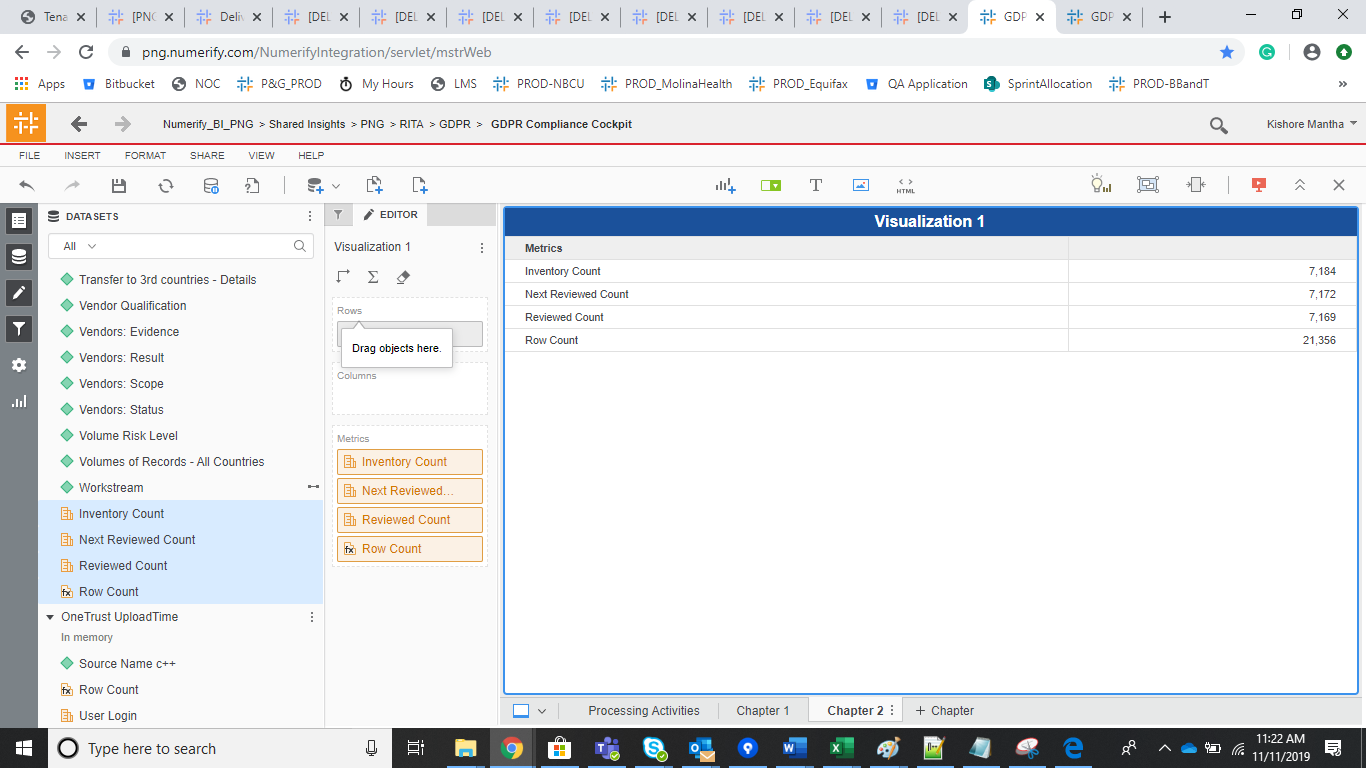 Tena
[PNC
Deliv
[DEL
[DEL
[DEL
[DEL
[DEL
[DEL
[DEL
[DEL
GDP
GDP
png.numerify.com/NumerifyIntegration/servlet/mstrWeb
Apps Bitbucket NOC P&G_PROD My Hours LMS PROD-NBCU PROD_MolinaHealth PROD_Equifax QA Application SprintAllocation PROD-BBandT »
Numerify_BI_PNG > Shared Insights > PNG > RITA > GDPR > GDPR Compliance Cockpit
Kishore Mantha
FILE INSERT FORMAT SHARE VIEW HELP
HTML
DATASETS
All
Transfer to 3rd countries - Details
Vendor Qualification
Vendors: Evidence
Vendors: Result
Vendors: Scope
Vendors: Status
Volume Risk Level
Volumes of Records - All Countries
Workstream
Inventory Count
Next Reviewed Count
Reviewed Count
fx Row Count
OneTrust UploadTime
In memory
Source Name c++
fx Row Count
User Login
EDITOR
Visualization 1
Rows
Drag objects here.
Columns
Metrics
Inventory Count
Next Reviewed...
Reviewed Count
fx Row Count
Visualization 1
Metrics
Inventory Count 7,184
Next Reviewed Count 7,172
Reviewed Count 7,169
Row Count 21,356
Processing Activities Chapter 1 Chapter 2 + Chapter
Type here to search
11:22 AM
11/11/2019